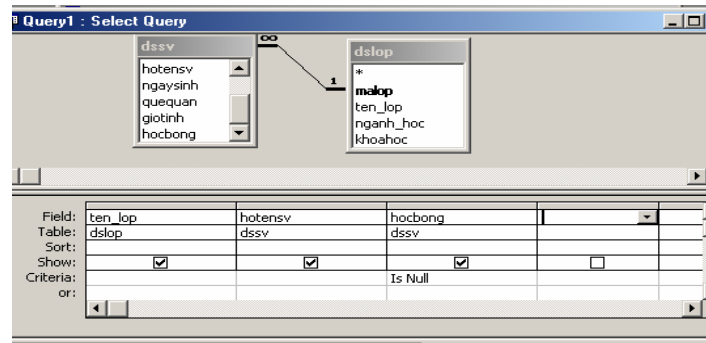 Query1 : Select Query
dssv
hotensv
ngaysinh
quequan
giotinh
hocbong
∞
1
dslop
*
malop
ten_lop
nganh_hoc
khoahoc
Field: ten_lop hotensv hocbong
Table: dslop dssv dssv
Sort:
Show:
Criteria: Is Null
or: